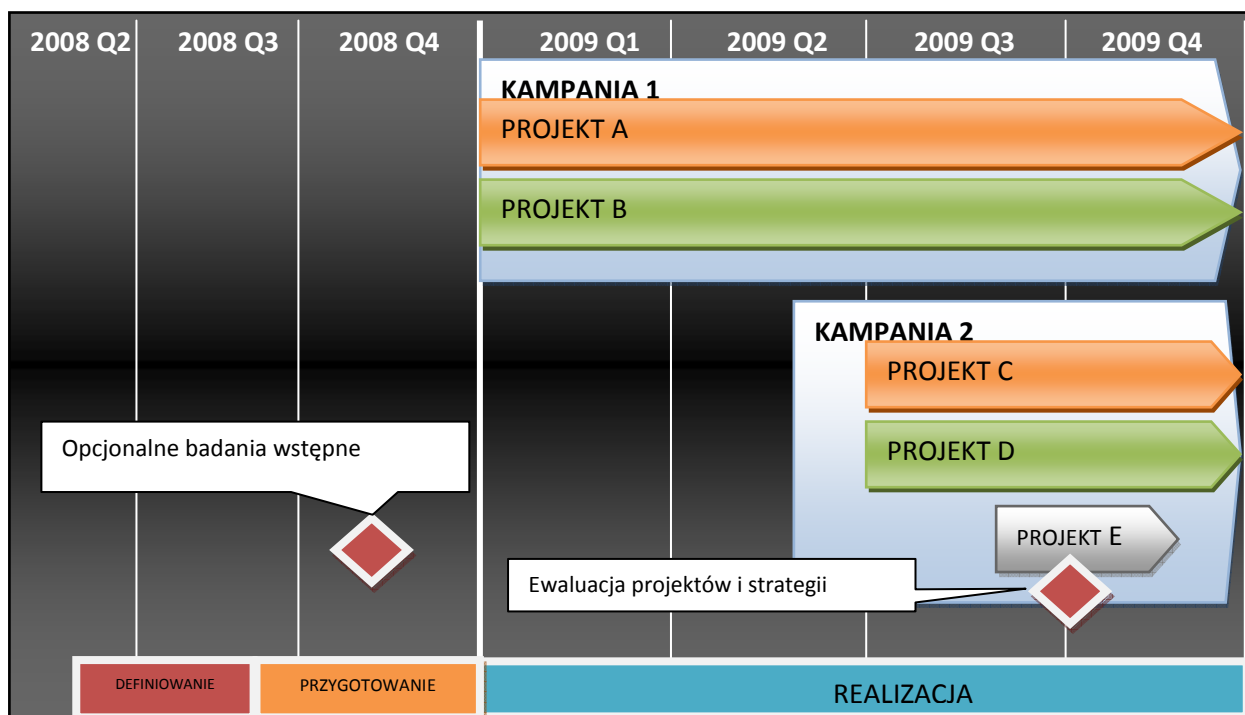 2008 Q2 2008 Q3 2008 Q4 2009 Q1 2009 Q2 2009 Q3 2009 Q4
KAMPANIA 1
PROJEKT A
PROJEKT B
KAMPANIA 2
PROJEKT C
PROJEKT D
Opcjonalne badania wstępne
PROJEKT E
Ewaluacja projektów i strategii
DEFINIOWANIE PRZYGOTOWANIE REALIZACJA